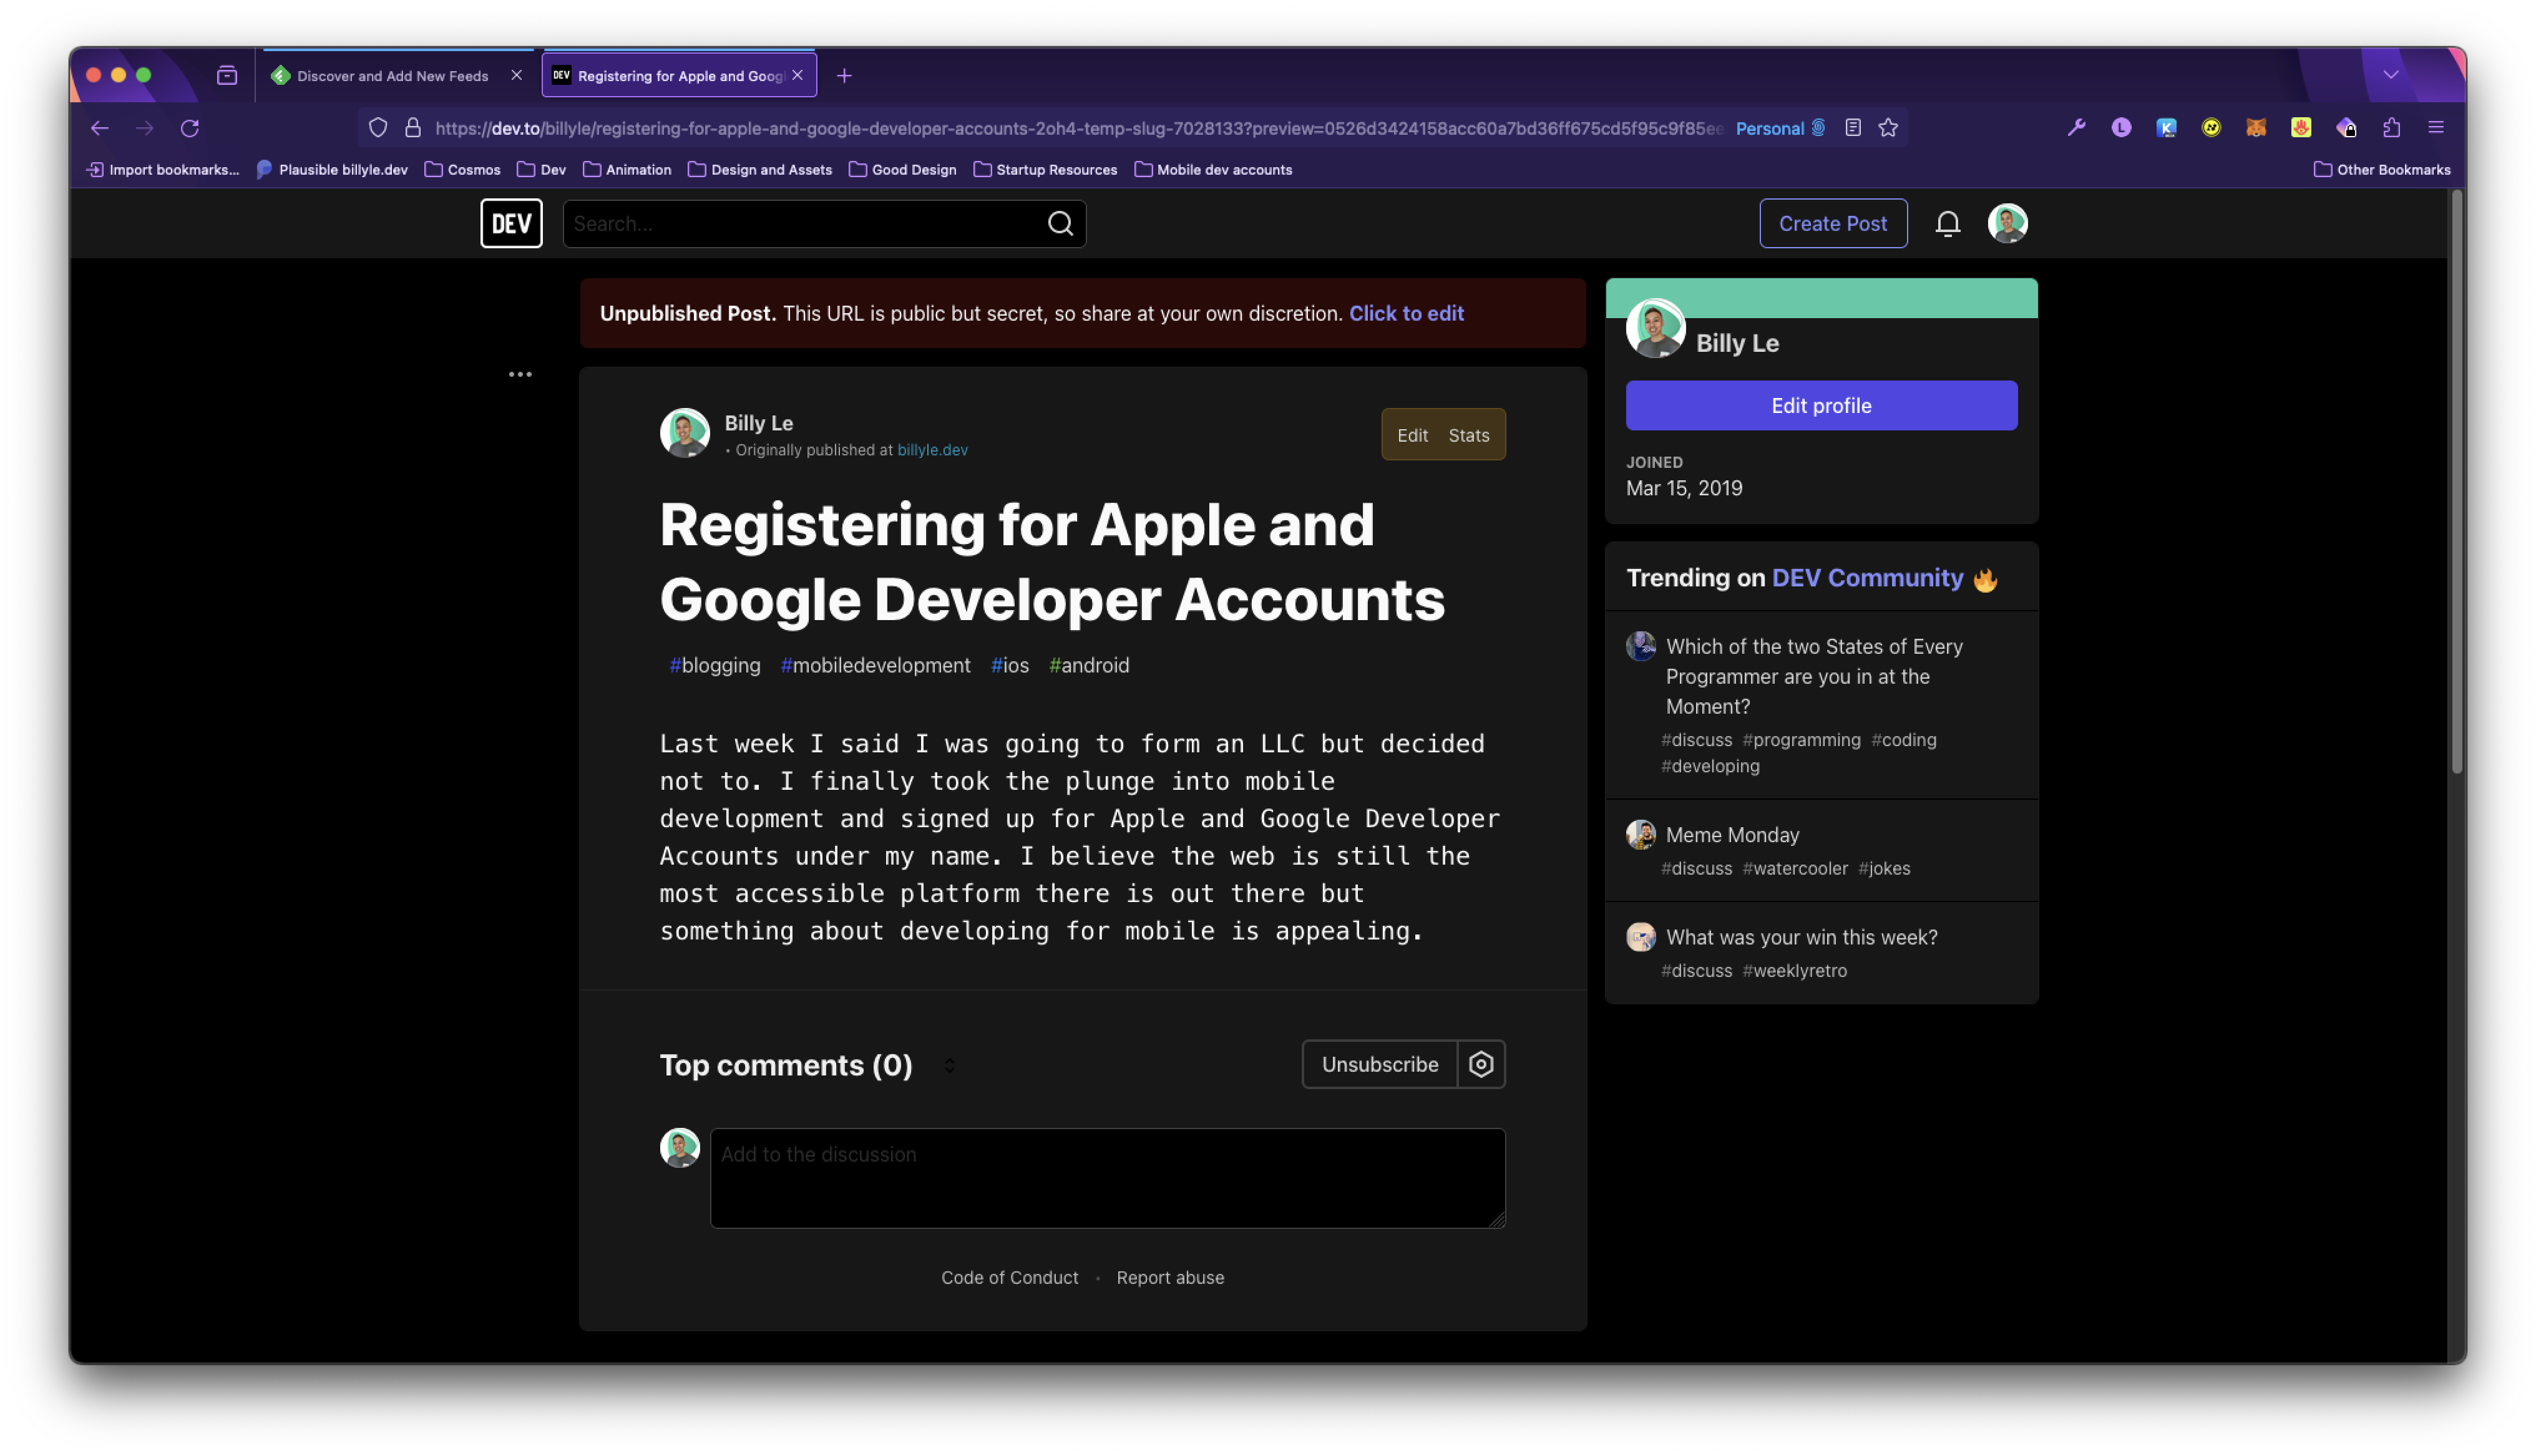 Discover and Add New Feeds
DEV Registering for Apple and Goog
https://dev.to/billyle/registering-for-apple-and-google-developer-accounts-2oh4-temp-slug-7028133?preview=0526d3424158acc60a7bd36ff675cd5f95c9f85ee Personal
Import bookmarks... Plausible billyle.dev Cosmos Dev Animation Design and Assets Good Design Startup Resources Mobile dev accounts Other Bookmarks
DEV Search... Create Post
Unpublished Post. This URL is public but secret, so share at your own discretion. Click to edit
Billy Le
• Originally published at billyle.dev
Edit Stats
Registering for Apple and
Google Developer Accounts
#blogging #mobiledevelopment #ios #android
Last week I said I was going to form an LLC but decided
not to. I finally took the plunge into mobile
development and signed up for Apple and Google Developer
Accounts under my name. I believe the web is still the
most accessible platform there is out there but
something about developing for mobile is appealing.
Top comments (0)
Unsubscribe
Add to the discussion
Code of Conduct • Report abuse
Billy Le
Edit profile
JOINED
Mar 15, 2019
Trending on DEV Community 🔥
Which of the two States of Every
Programmer are you in at the
Moment?
#discuss #programming #coding
#developing
Meme Monday
#discuss #watercooler #jokes
What was your win this week?
#discuss #weeklyretro